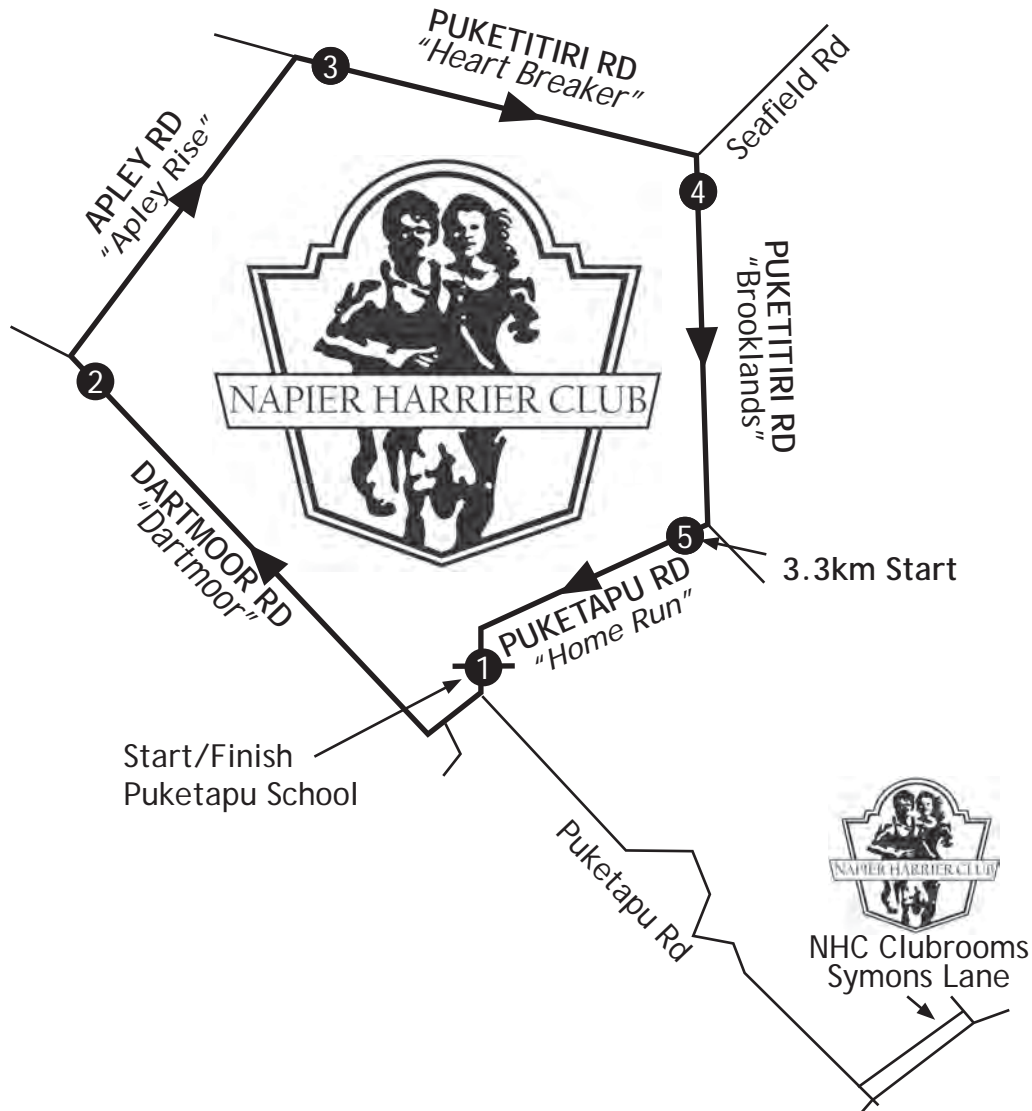 PUKETITIRI RD
"Heart Breaker"
3
Seafield Rd
APLEY RD
"Apley Rise"
4
NAPIER HARRIER CLUB
PUKETITIRI RD
"Brooklands"
2
DARTMOOR RD
"Dartmoor"
5
3.3km Start
PUKETAPU RD
"Home Run"
1
Start/Finish
Puketapu School
Puketapu Rd
NAPIER HARRIER CLUB
NHC Clubrooms
Symons Lane